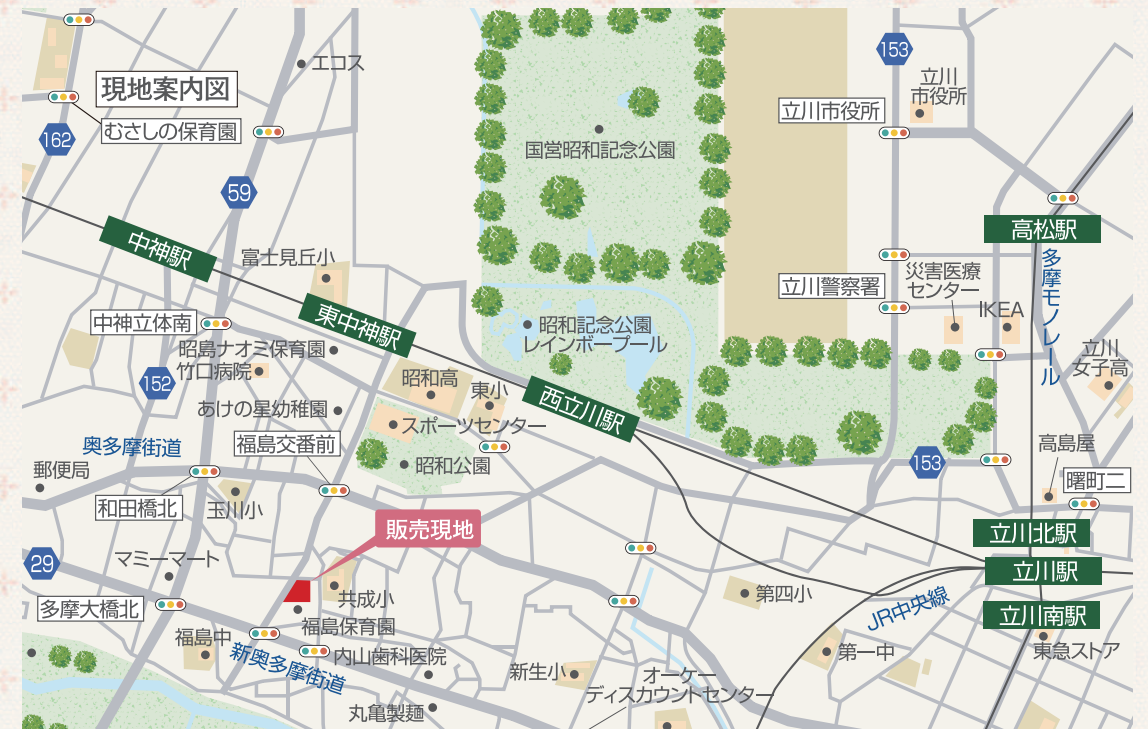 エコス
現地案内図
むさしの保育園
162
59
153
立川
市役所
立川市役所
国営昭和記念公園
中神駅
富士見丘小
東中神駅
高松駅
多摩モノレール
立川警察署
災害医療
センター
IKEA
中神立体南
昭島ナオミ保育園
竹口病院
152
昭和記念公園
レインボープール
立川
女子高
昭和高
東小
西立川駅
あけの星幼稚園
スポーツセンター
奥多摩街道
福島交番前
昭和公園
153
高島屋
曙町二
郵便局
和田橋北
玉川小
販売現地
立川北駅
29
マミーマート
立川駅
多摩大橋北
共成小
福島保育園
第四小
JR中央線
立川南駅
福島中
新奥多摩街道
内山歯科医院
新生小
オーケー
ディスカウントセンター
第一中
東急ストア
丸亀製麺